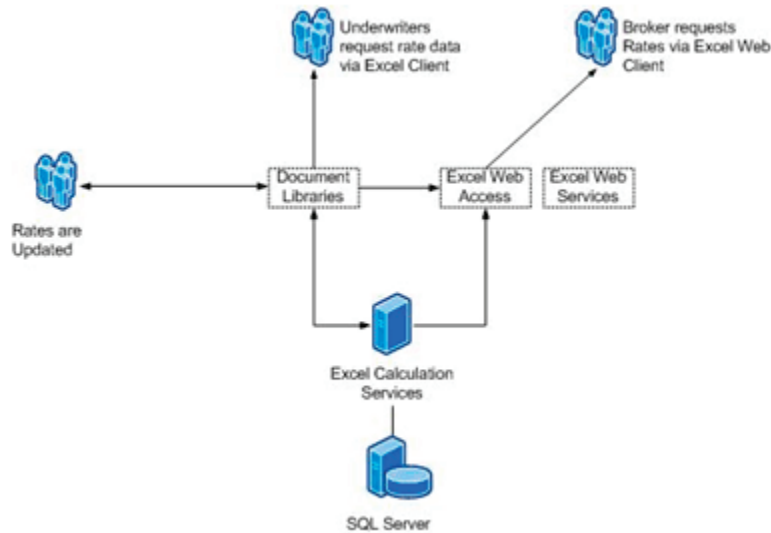 Underwriters
request rate data
via Excel Client
Broker requests
Rates via Excel Web
Client
Document
Libraries
Excel Web
Access
Excel Web
Services
Rates are
Updated
Excel Calculation
Services
SQL Server